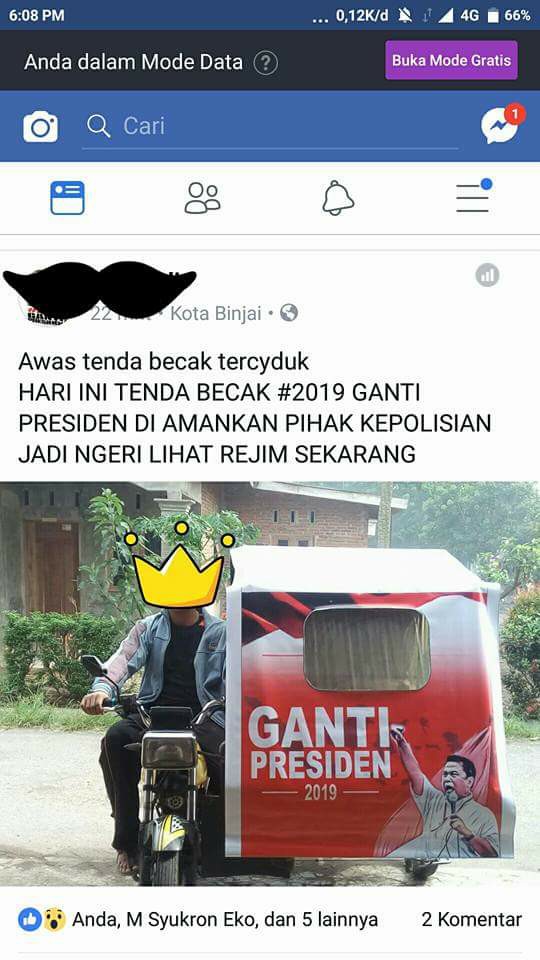 6:08 PM ... 0,12K/d 4G 66%
Anda dalam Mode Data ? Buka Mode Gratis
Cari 1
22 · Kota Binjai ·
Awas tenda becak tercyduk
HARI INI TENDA BECAK #2019 GANTI
PRESIDEN DI AMANKAN PIHAK KEPOLISIAN
JADI NGERI LIHAT REJIM SEKARANG
GANTI
PRESIDEN
2019
Anda, M Syukron Eko, dan 5 lainnya 2 Komentar